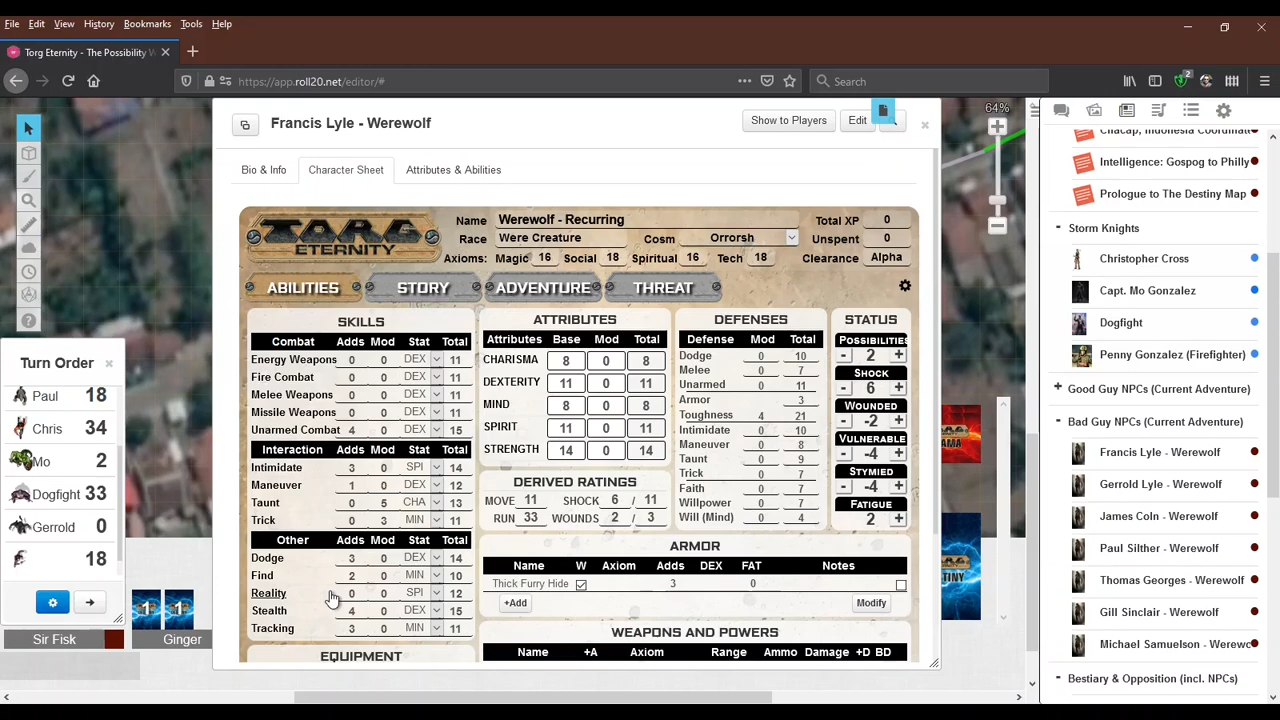 File Edit View History Bookmarks Tools Help
Torg Eternity - The Possibility W
https://app.roll20.net/editor/#
Search
2
Francis Lyle - Werewolf
Show to Players
Edit
64%
Bio & Info
Character Sheet
Attributes & Abilities
TORG
ETERNITY
Name Werewolf - Recurring Total XP 0
Race Were Creature Cosm Orrorsh Unspent 0
Axioms: Magic 16 Social 18 Spiritual 16 Tech 18 Clearance Alpha
ABILITIES STORY ADVENTURE THREAT
SKILLS
Combat Adds Mod Stat Total
Energy Weapons 0 0 DEX 11
Fire Combat 0 0 DEX 11
Melee Weapons 0 0 DEX 11
Missile Weapons 0 0 DEX 11
Unarmed Combat 4 0 DEX 15
Interaction Adds Mod Stat Total
Intimidate 3 0 SPI 14
Maneuver 1 0 DEX 12
Taunt 0 5 CHA 13
Trick 0 3 MIN 11
Other Adds Mod Stat Total
Dodge 3 0 DEX 14
Find 2 0 MIN 10
Reality 0 0 SPI 12
Stealth 4 0 DEX 15
Tracking 3 0 MIN 11
EQUIPMENT
ATTRIBUTES
Attributes Base Mod Total
CHARISMA 8 0 8
DEXTERITY 11 0 11
MIND 8 0 8
SPIRIT 11 0 11
STRENGTH 14 0 14
DERIVED RATINGS
MOVE 11 SHOCK 6 / 11
RUN 33 WOUNDS 2 / 3
DEFENSES
Defense Mod Total
Dodge 0 10
Melee 0 7
Unarmed 0 11
Armor 3
Toughness 4 21
Intimidate 0 10
Maneuver 0 8
Taunt 0 9
Trick 0 7
Faith 0 7
Willpower 0 7
Will (Mind) 0 4
STATUS
POSSIBILITIES
- 2 +
SHOCK
- 6 +
WOUNDED
- -2 +
VULNERABLE
- -4 +
STYMIED
- -4 +
FATIGUE
2 +
ARMOR
Name W Axiom Adds DEX FAT Notes
Thick Furry Hide 3 0
+Add
Modify
WEAPONS AND POWERS
Name +A Axiom Range Ammo Damage +D BD
Turn Order
Paul 18
Chris 34
Mo 2
Dogfight 33
Gerrold 0
18
1 1
Sir Fisk
Ginger
Cilacap, Indonesia Coordinat
Intelligence: Gospog to Philly
Prologue to The Destiny Map
- Storm Knights
Christopher Cross
Capt. Mo Gonzalez
Dogfight
Penny Gonzalez (Firefighter)
+ Good Guy NPCs (Current Adventure)
- Bad Guy NPCs (Current Adventure)
Francis Lyle - Werewolf
Gerrold Lyle - Werewolf
James Coln - Werewolf
Paul Silther - Werewolf
Thomas Georges - Werewolf
Gill Sinclair - Werewolf
Michael Samuelson - Werewo
- Bestiary & Opposition (incl. NPCs)